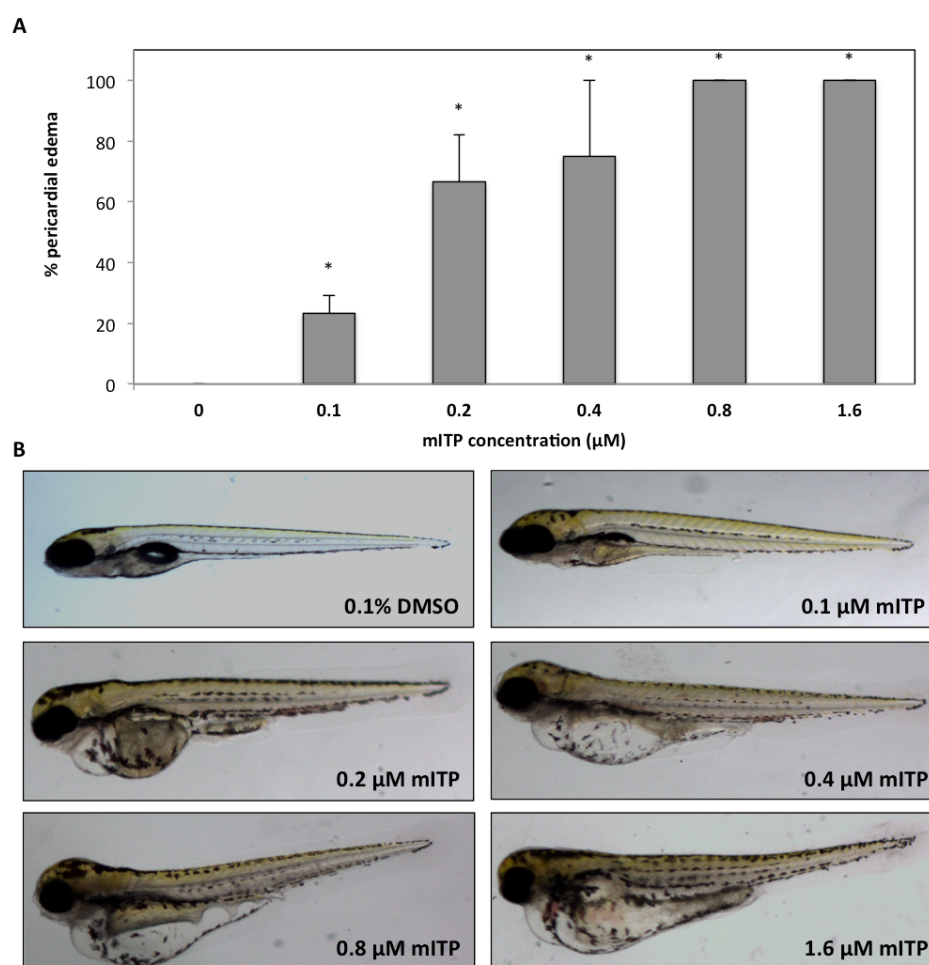 A
% pericardial edema
100
80
60
40
20
0
* * * * *
0 0.1 0.2 0.4 0.8 1.6
mITP concentration (µM)
B
0.1% DMSO
0.1 µM mITP
0.2 µM mITP
0.4 µM mITP
0.8 µM mITP
1.6 µM mITP